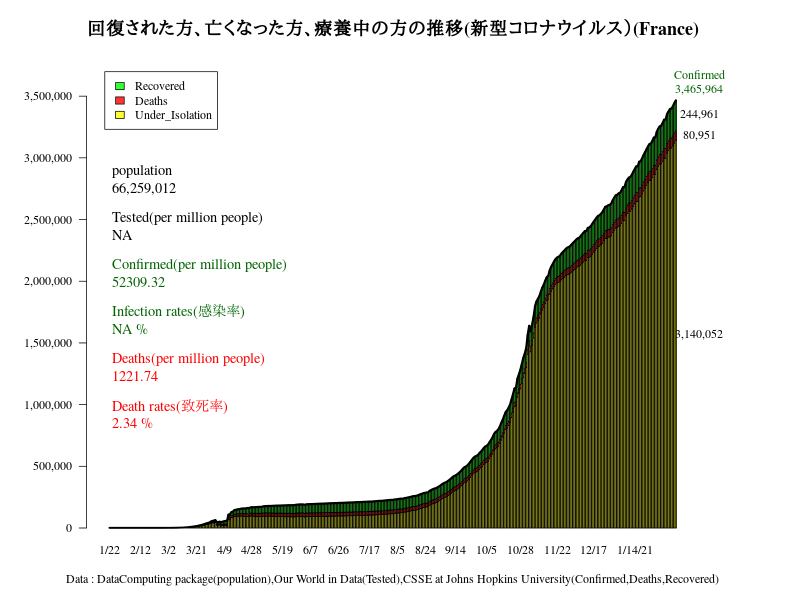 回復された方、亡くなった方、療養中の方の推移(新型コロナウイルス）(France)
Confirmed
3,465,964
244,961
80,951
3,140,052
Recovered
Deaths
Under_Isolation
population
66,259,012
Tested(per million people)
NA
Confirmed(per million people)
52309.32
Infection rates(感染率)
NA %
Deaths(per million people)
1221.74
Death rates(致死率)
2.34 %
3,500,000
3,000,000
2,500,000
2,000,000
1,500,000
1,000,000
500,000
0
1/22 2/12 3/2 3/21 4/9 4/28 5/19 6/7 6/26 7/17 8/5 8/24 9/14 10/5 10/28 11/22 12/17 1/14/21
Data : DataComputing package(population),Our World in Data(Tested),CSSE at Johns Hopkins University(Confirmed,Deaths,Recovered)